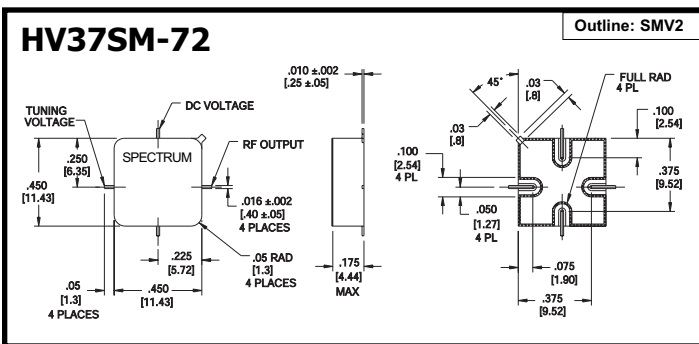 HV37SM-72
Outline: SMV2
TUNING
VOLTAGE
DC VOLTAGE
RF OUTPUT
SPECTRUM
.250
[6.35]
.450
[11.43]
.016 ±.002
[.40 ±.05]
4 PLACES
.05 RAD
[1.3]
4 PLACES
.225
[5.72]
.05
[1.3]
4 PLACES
.450
[11.43]
.010 ±.002
[.25 ±.05]
.175
[4.44]
MAX
45°
.03
[.8]
.03
[.8]
FULL RAD
4 PL
.100
[2.54]
.100
[2.54]
4 PL
.375
[9.52]
.050
[1.27]
4 PL
.075
[1.90]
.375
[9.52]